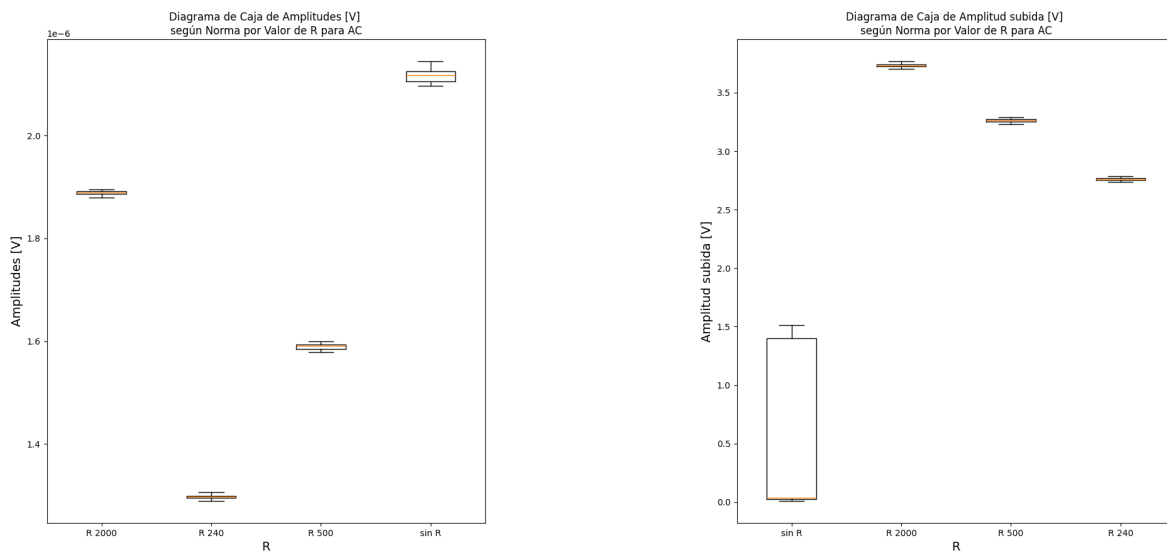 Diagrama de Caja de Amplitudes [V]
según Norma por Valor de R para AC
1e−6
2.0
1.8
1.6
1.4
Amplitudes [V]
R 2000
R 240
R 500
sin R
R
Diagrama de Caja de Amplitud subida [V]
según Norma por Valor de R para AC
3.5
3.0
2.5
2.0
1.5
1.0
0.5
0.0
Amplitud subida [V]
sin R
R 2000
R 500
R 240
R